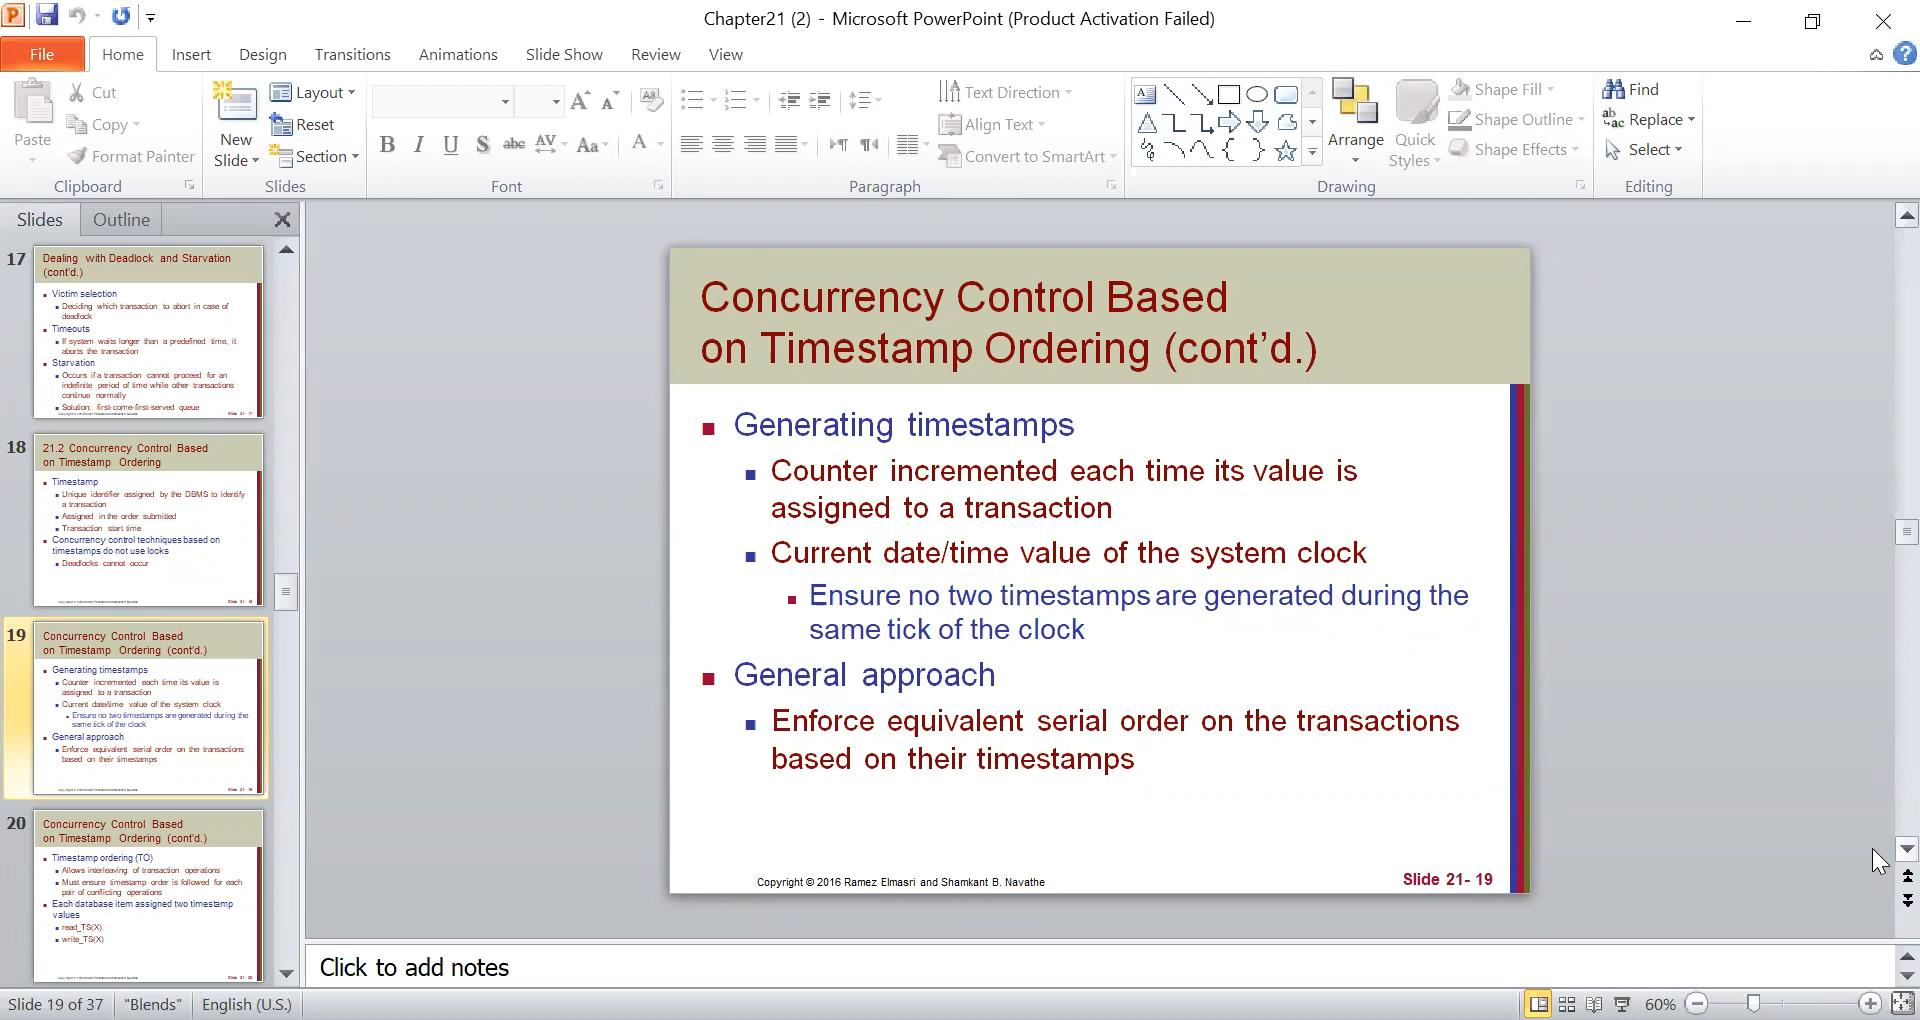 Chapter21 (2) - Microsoft PowerPoint (Product Activation Failed)
File Home Insert Design Transitions Animations Slide Show Review View
Paste
Cut
Copy
Format Painter
Clipboard
New
Slide
Layout
Reset
Section
Slides
B I U S abc AV Aa A
Font
Text Direction
Align Text
Convert to SmartArt
Paragraph
Arrange
Quick
Styles
Shape Fill
Shape Outline
Shape Effects
Drawing
Find
Replace
Select
Editing
Slides Outline
17
Dealing with Deadlock and Starvation
(cont'd.)
Victim selection
Deciding which transaction to abort in case of
deadlock
Timeouts
If system waits longer than a predefined time, it
aborts the transaction
Starvation
Occurs if a transaction cannot proceed for an
indefinite period of time while other transactions
continue normally
Solution: first-come-first-served queue
Slide 21- 17
18
21.2 Concurrency Control Based
on Timestamp Ordering
Timestamp
Unique identifier assigned by the DBMS to identify
a transaction
Assigned in the order submitted
Transaction start time
Concurrency control techniques based on
timestamps do not use locks
Deadlocks cannot occur
Slide 21- 18
19
Concurrency Control Based
on Timestamp Ordering (cont'd.)
Generating timestamps
Counter incremented each time its value is
assigned to a transaction
Current date/time value of the system clock
Ensure no two timestamps are generated during the
same tick of the clock
General approach
Enforce equivalent serial order on the transactions
based on their timestamps
Slide 21- 19
20
Concurrency Control Based
on Timestamp Ordering (cont'd.)
Timestamp ordering (TO)
Allows interleaving of transaction operations
Must ensure timestamp order is followed for each
pair of conflicting operations
Each database item assigned two timestamp
values
read_TS(X)
write_TS(X)
Slide 21- 20
Concurrency Control Based
on Timestamp Ordering (cont’d.)
Generating timestamps
Counter incremented each time its value is
assigned to a transaction
Current date/time value of the system clock
Ensure no two timestamps are generated during the
same tick of the clock
General approach
Enforce equivalent serial order on the transactions
based on their timestamps
Copyright © 2016 Ramez Elmasri and Shamkant B. Navathe
Slide 21- 19
Click to add notes
Slide 19 of 37 "Blends" English (U.S.) 60%